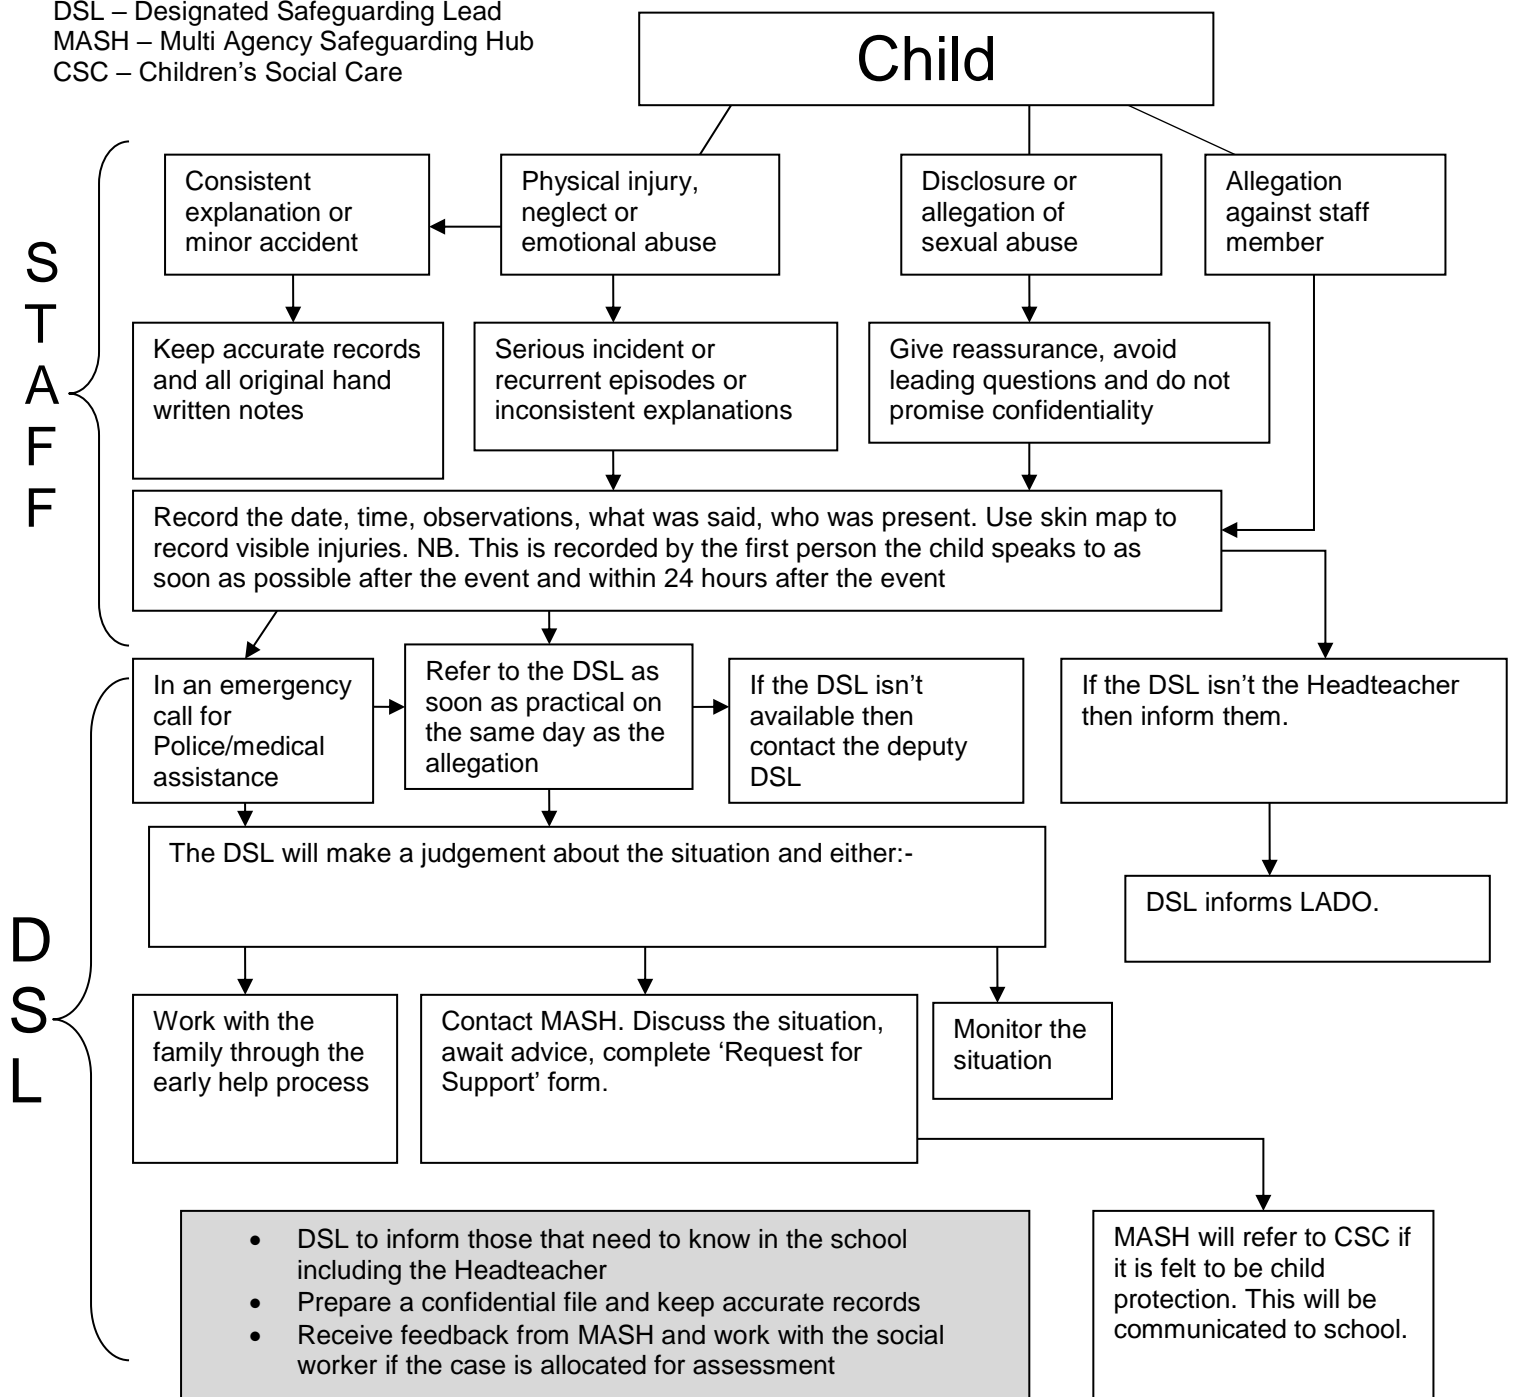 DSL – Designated Safeguarding Lead
MASH – Multi Agency Safeguarding Hub
CSC – Children's Social Care
Child
S
T
A
F
F
Consistent
explanation or
minor accident
Physical injury,
neglect or
emotional abuse
Disclosure or
allegation of
sexual abuse
Allegation
against staff
member
Keep accurate records
and all original hand
written notes
Serious incident or
recurrent episodes or
inconsistent explanations
Give reassurance, avoid
leading questions and do not
promise confidentiality
Record the date, time, observations, what was said, who was present. Use skin map to
record visible injuries. NB. This is recorded by the first person the child speaks to as
soon as possible after the event and within 24 hours after the event
D
S
L
In an emergency
call for
Police/medical
assistance
Refer to the DSL as
soon as practical on
the same day as the
allegation
If the DSL isn't
available then
contact the deputy
DSL
If the DSL isn't the Headteacher
then inform them.
The DSL will make a judgement about the situation and either:-
DSL informs LADO.
Work with the
family through the
early help process
Contact MASH. Discuss the situation,
await advice, complete 'Request for
Support' form.
Monitor the
situation
• DSL to inform those that need to know in the school
including the Headteacher
• Prepare a confidential file and keep accurate records
• Receive feedback from MASH and work with the social
worker if the case is allocated for assessment
MASH will refer to CSC if
it is felt to be child
protection. This will be
communicated to school.